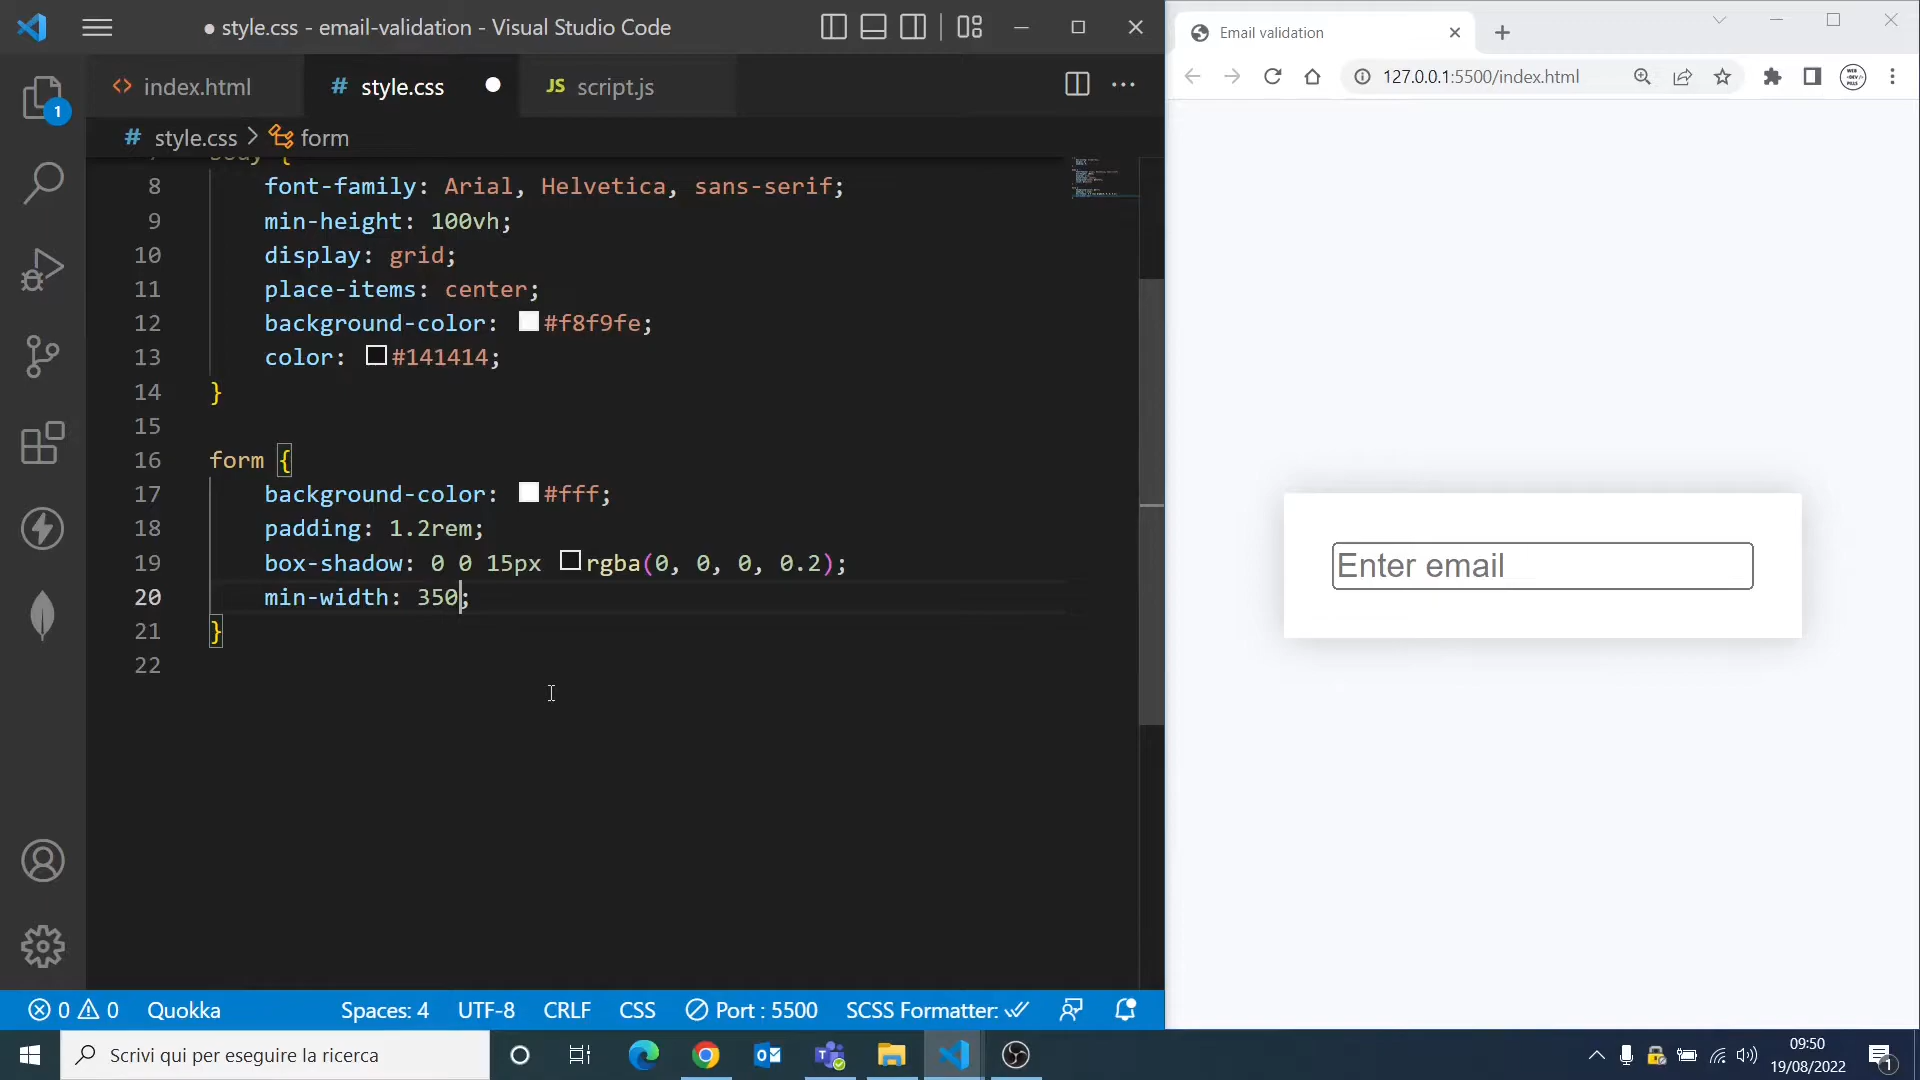 ● style.css - email-validation - Visual Studio Code
1
index.html
# style.css
JS script.js
# style.css > form
body {
8 font-family: Arial, Helvetica, sans-serif;
9 min-height: 100vh;
10 display: grid;
11 place-items: center;
12 background-color: #f8f9fe;
13 color: #141414;
14 }
15
16 form {
17 background-color: #fff;
18 padding: 1.2rem;
19 box-shadow: 0 0 15px rgba(0, 0, 0, 0.2);
20 min-width: 350;
21 }
22
0 0 Quokka Spaces: 4 UTF-8 CRLF CSS Port : 5500 SCSS Formatter:
Email validation
127.0.0.1:5500/index.html
Enter email
Scrivi qui per eseguire la ricerca
09:50
19/08/2022
1